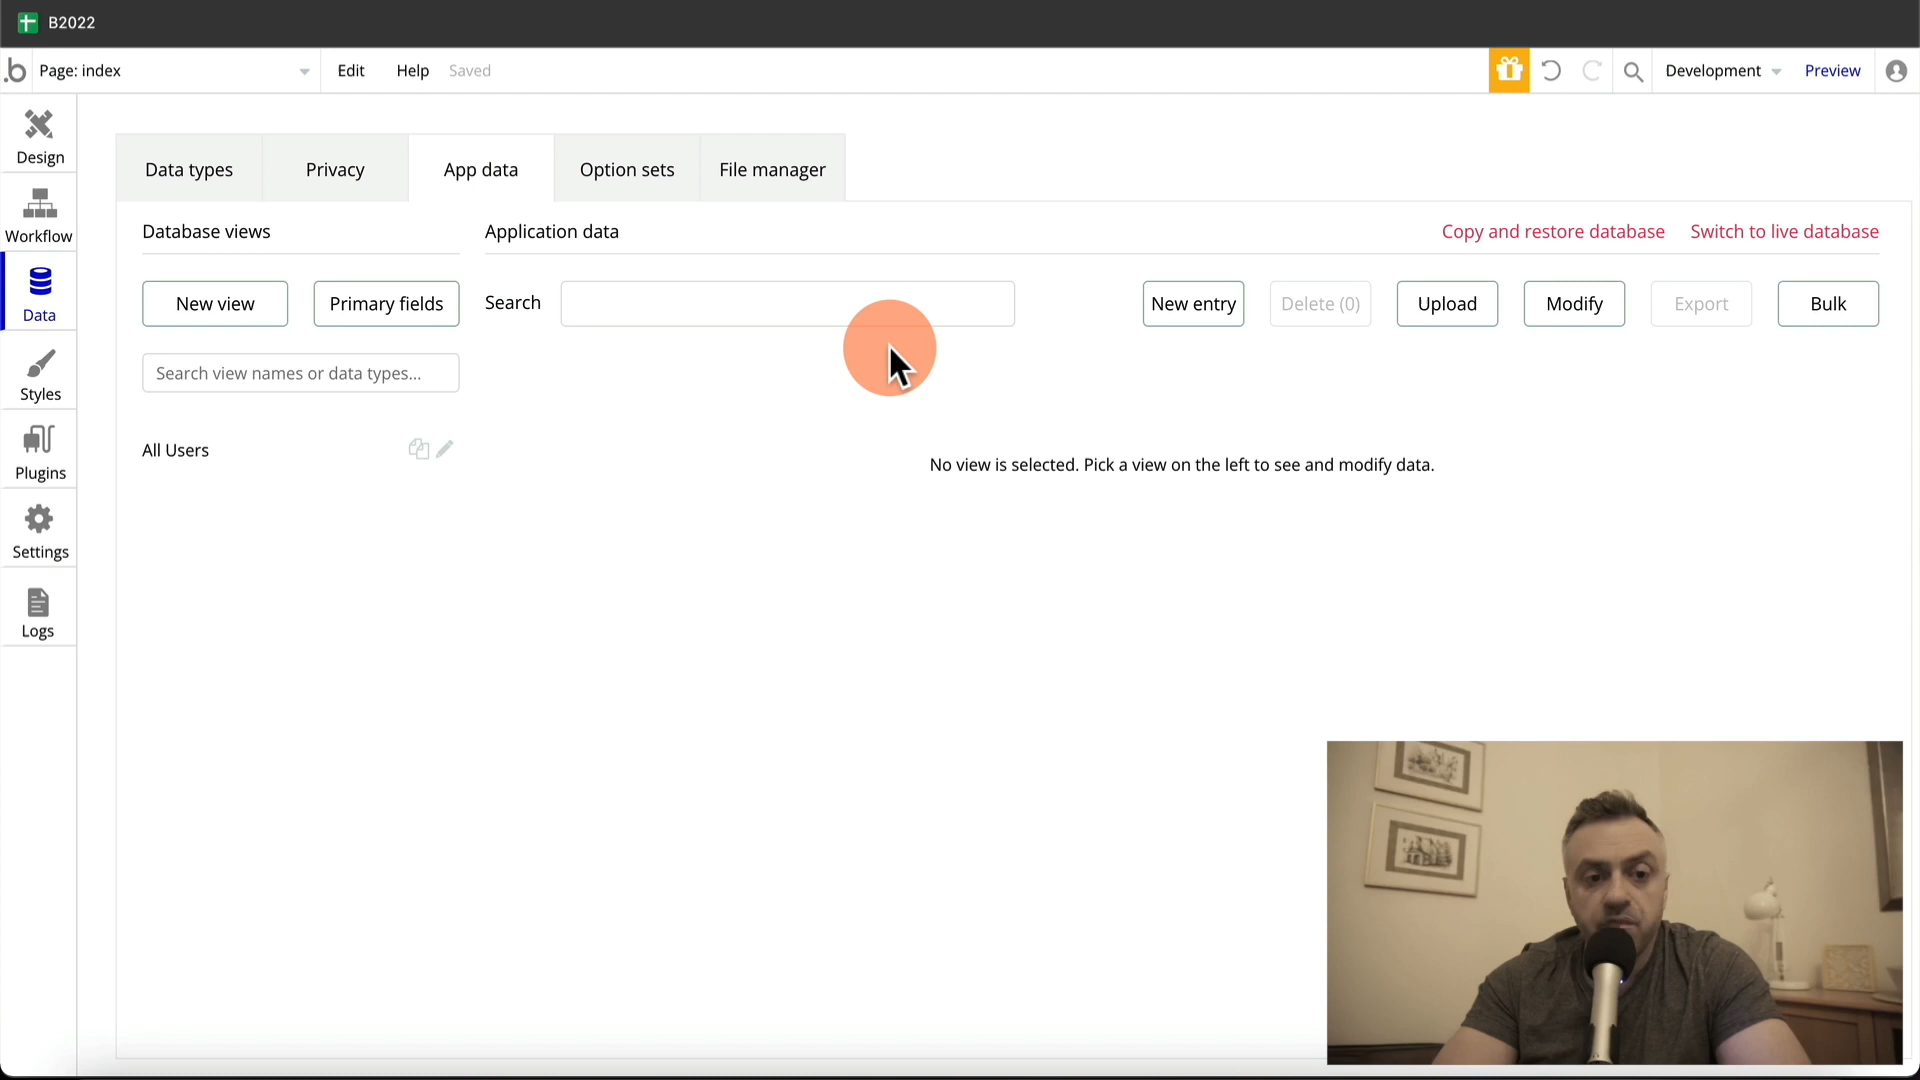 B2022
.b Page: index Edit Help Saved Development Preview
Design
Workflow
Data
Styles
Plugins
Settings
Logs
Data types Privacy App data Option sets File manager
Database views
New view Primary fields
Search view names or data types...
All Users
Application data Copy and restore database Switch to live database
Search New entry Delete (0) Upload Modify Export Bulk
No view is selected. Pick a view on the left to see and modify data.